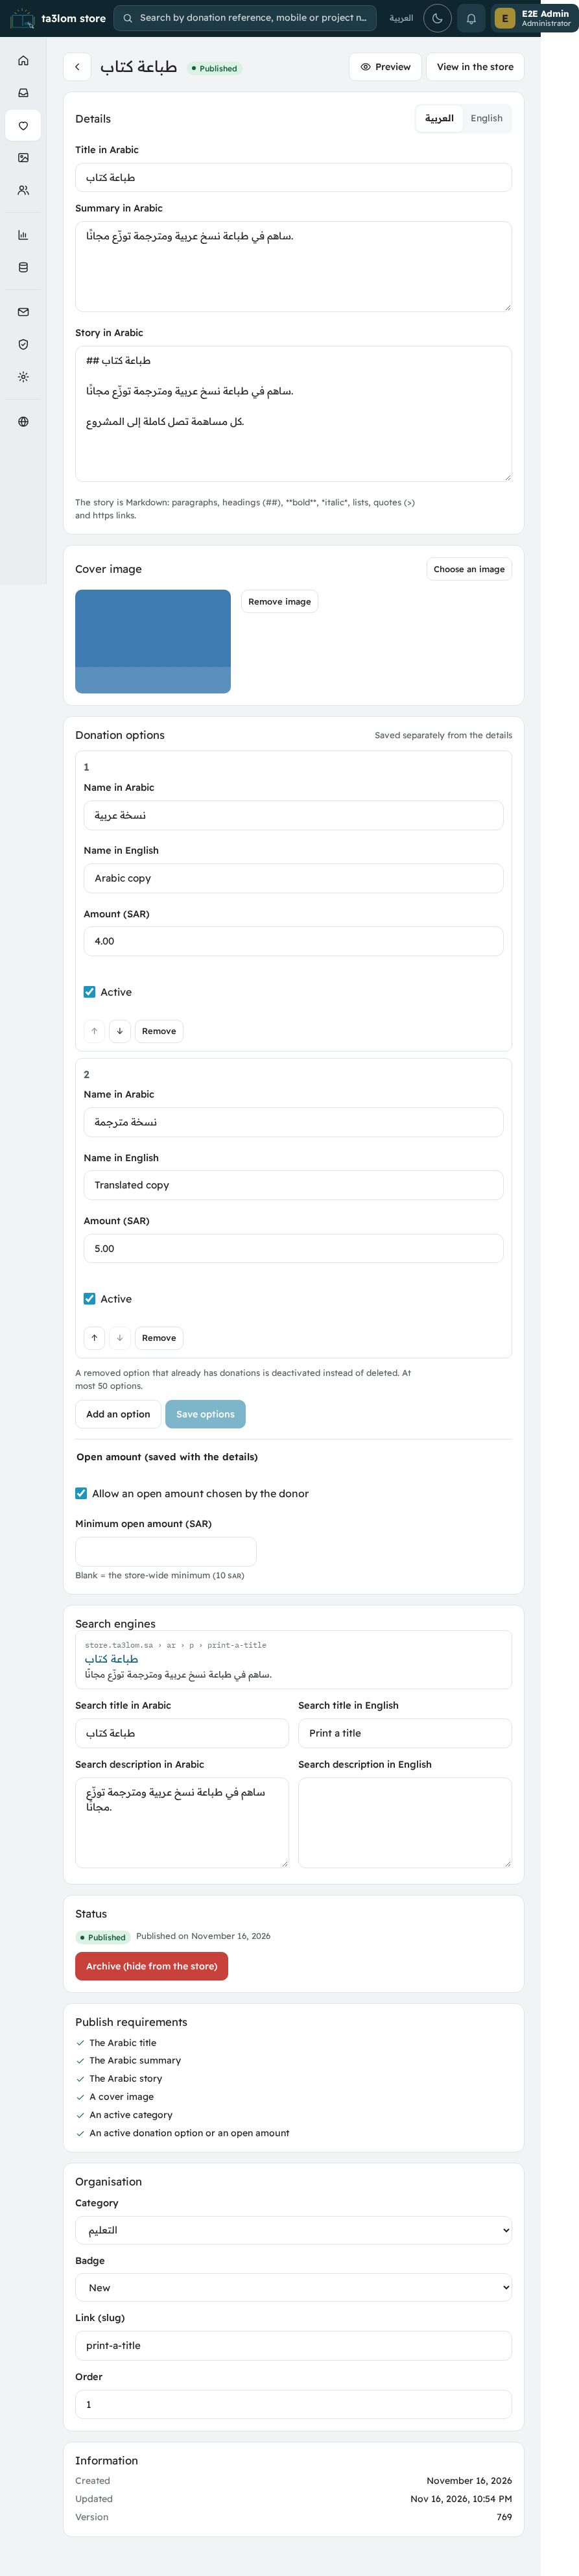 ta3lom store
Search by donation reference, mobile or project n...
العربية
E
E2E Admin
Administrator
طباعة كتاب
Published
Preview
View in the store
Details
العربية
English
Title in Arabic
طباعة كتاب
Summary in Arabic
ساهم في طباعة نسخ عربية ومترجمة توزّع مجانًا.
Story in Arabic
## طباعة كتاب
ساهم في طباعة نسخ عربية ومترجمة توزّع مجانًا.
كل مساهمة تصل كاملة إلى المشروع.
The story is Markdown: paragraphs, headings (##), **bold**, *italic*, lists, quotes (>)
and https links.
Cover image
Choose an image
Remove image
Donation options
Saved separately from the details
1
Name in Arabic
نسخة عربية
Name in English
Arabic copy
Amount (SAR)
4.00
Active
↑
↓
Remove
2
Name in Arabic
نسخة مترجمة
Name in English
Translated copy
Amount (SAR)
5.00
Active
↑
↓
Remove
A removed option that already has donations is deactivated instead of deleted. At
most 50 options.
Add an option
Save options
Open amount (saved with the details)
Allow an open amount chosen by the donor
Minimum open amount (SAR)
Blank = the store-wide minimum (10 SAR)
Search engines
store.ta3lom.sa › ar › p › print-a-title
طباعة كتاب
ساهم في طباعة نسخ عربية ومترجمة توزّع مجانًا.
Search title in Arabic
Search title in English
طباعة كتاب
Print a title
Search description in Arabic
Search description in English
ساهم في طباعة نسخ عربية ومترجمة توزّع
مجانًا.
Status
Published
Published on November 16, 2026
Archive (hide from the store)
Publish requirements
The Arabic title
The Arabic summary
The Arabic story
A cover image
An active category
An active donation option or an open amount
Organisation
Category
التعليم
Badge
New
Link (slug)
print-a-title
Order
1
Information
Created
November 16, 2026
Updated
Nov 16, 2026, 10:54 PM
Version
769